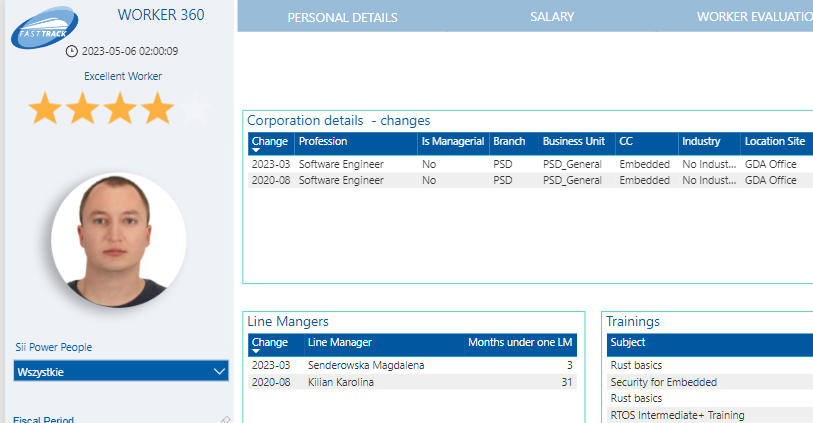 WORKER 360
FASTTRACK
2023-05-06 02:00:09
Excellent Worker
PERSONAL DETAILS SALARY WORKER EVALUATIO
Corporation details - changes
Change Profession Is Managerial Branch Business Unit CC Industry Location Site
2023-03 Software Engineer No PSD PSD_General Embedded No Indust... GDA Office
2020-08 Software Engineer No PSD PSD_General Embedded No Indust... GDA Office
Sii Power People
Wszystkie
Fiscal Period
Line Mangers
Change Line Manager Months under one LM
2023-03 Senderowska Magdalena 3
2020-08 Kilian Karolina 31
Trainings
Subject
Rust basics
Security for Embedded
Rust basics
RTOS Intermediate+ Training